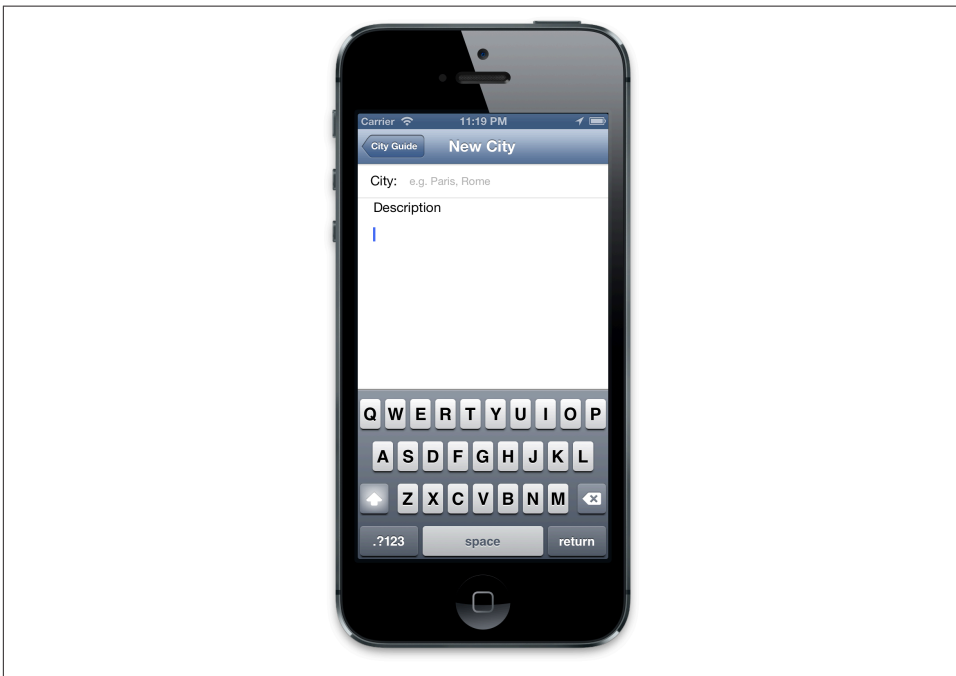 Carrier 11:19 PM
City Guide New City
City: e.g. Paris, Rome
Description
Q W E R T Y U I O P
A S D F G H J K L
Z X C V B N M
.?123 space return